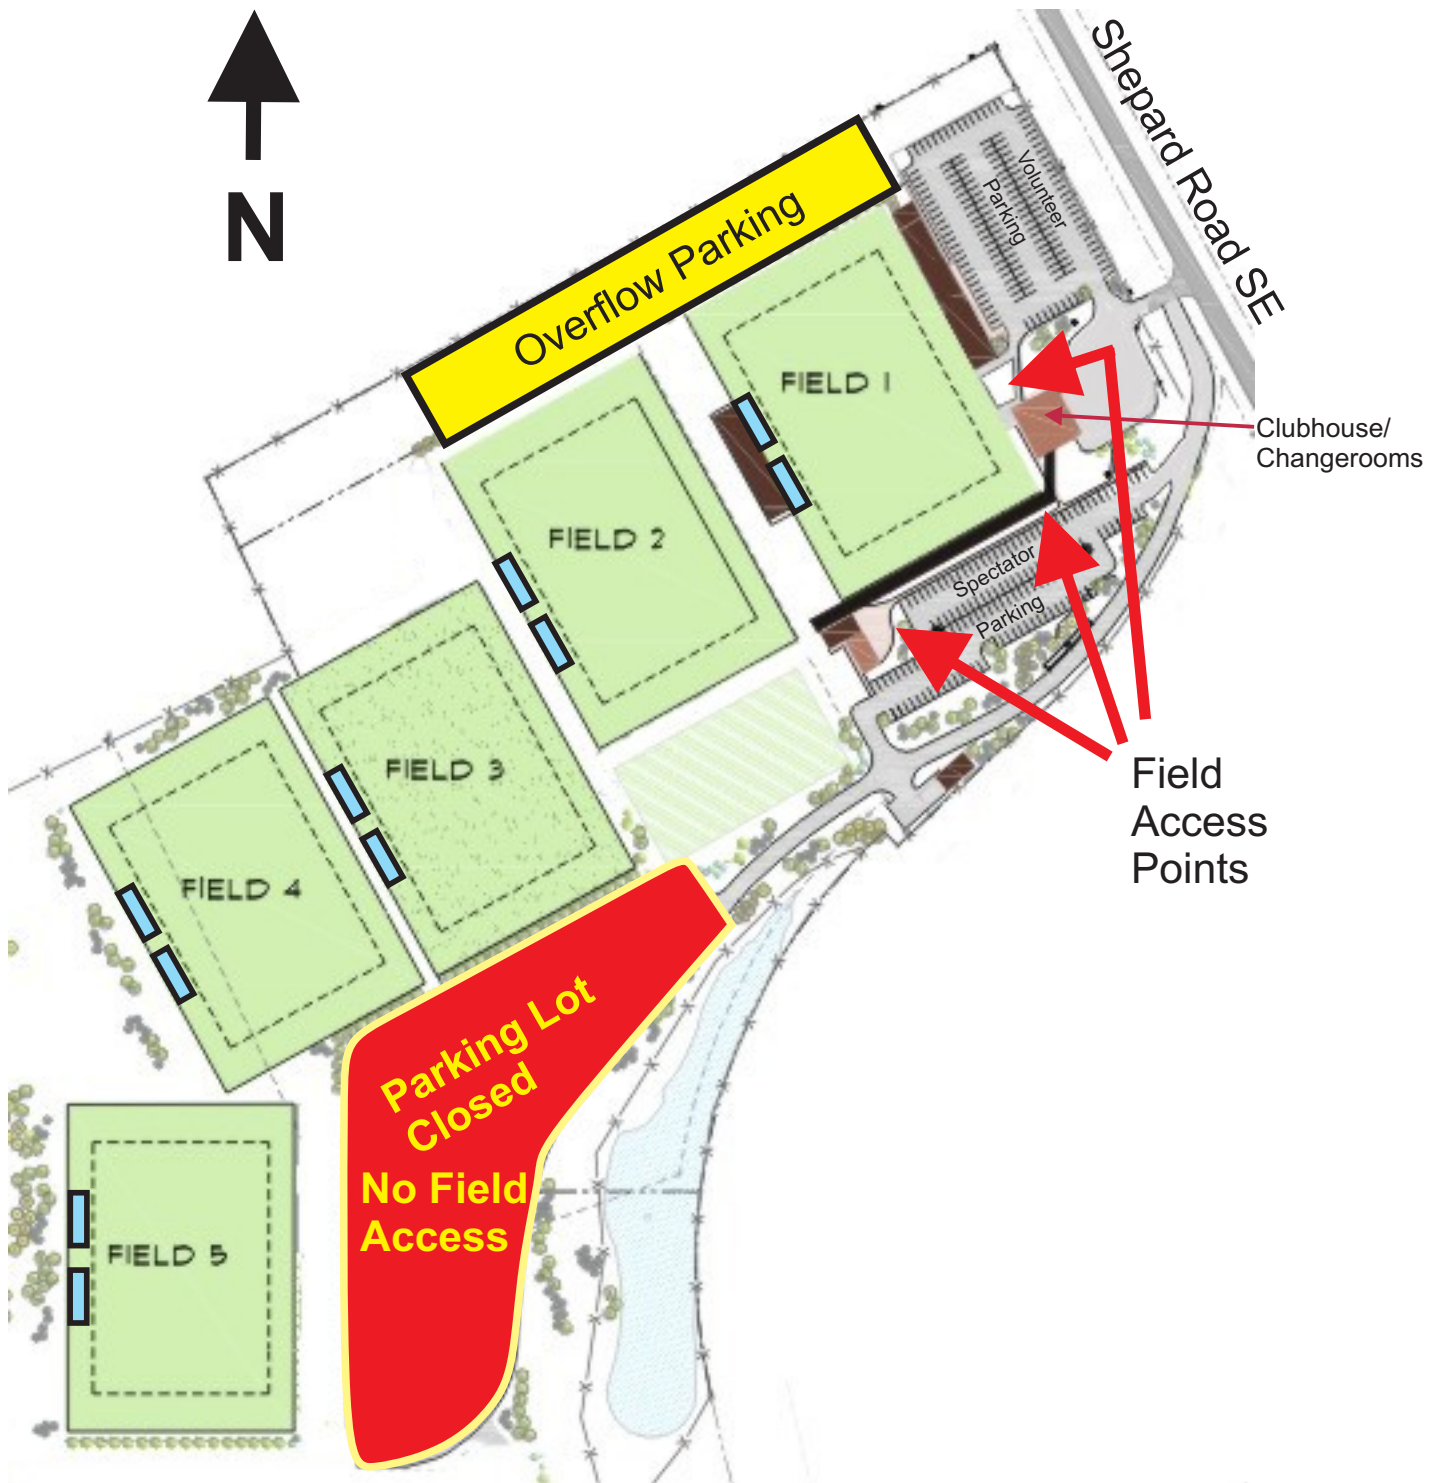 N
Shepard Road SE
Volunteer
Parking
Overflow Parking
FIELD 1
Clubhouse/
Changerooms
FIELD 2
Spectator
Parking
FIELD 3
Field
Access
Points
FIELD 4
Parking Lot
Closed
No Field
Access
FIELD 5